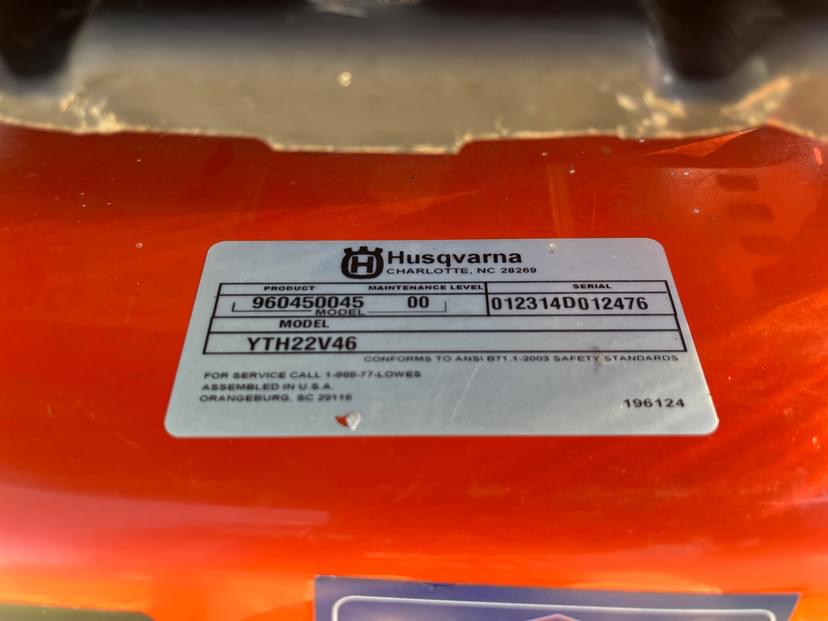 H Husqvarna
CHARLOTTE, NC 28269
PRODUCT MAINTENANCE LEVEL SERIAL
960450045 00 012314D012476
MODEL
MODEL
YTH22V46
CONFORMS TO ANSI B71.1-2003 SAFETY STANDARDS
FOR SERVICE CALL 1-888-77-LOWES
ASSEMBLED IN U.S.A.
ORANGEBURG, SC 29116
196124